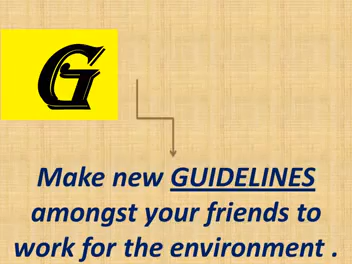 G
Make new GUIDELINES
amongst your friends to
work for the environment .